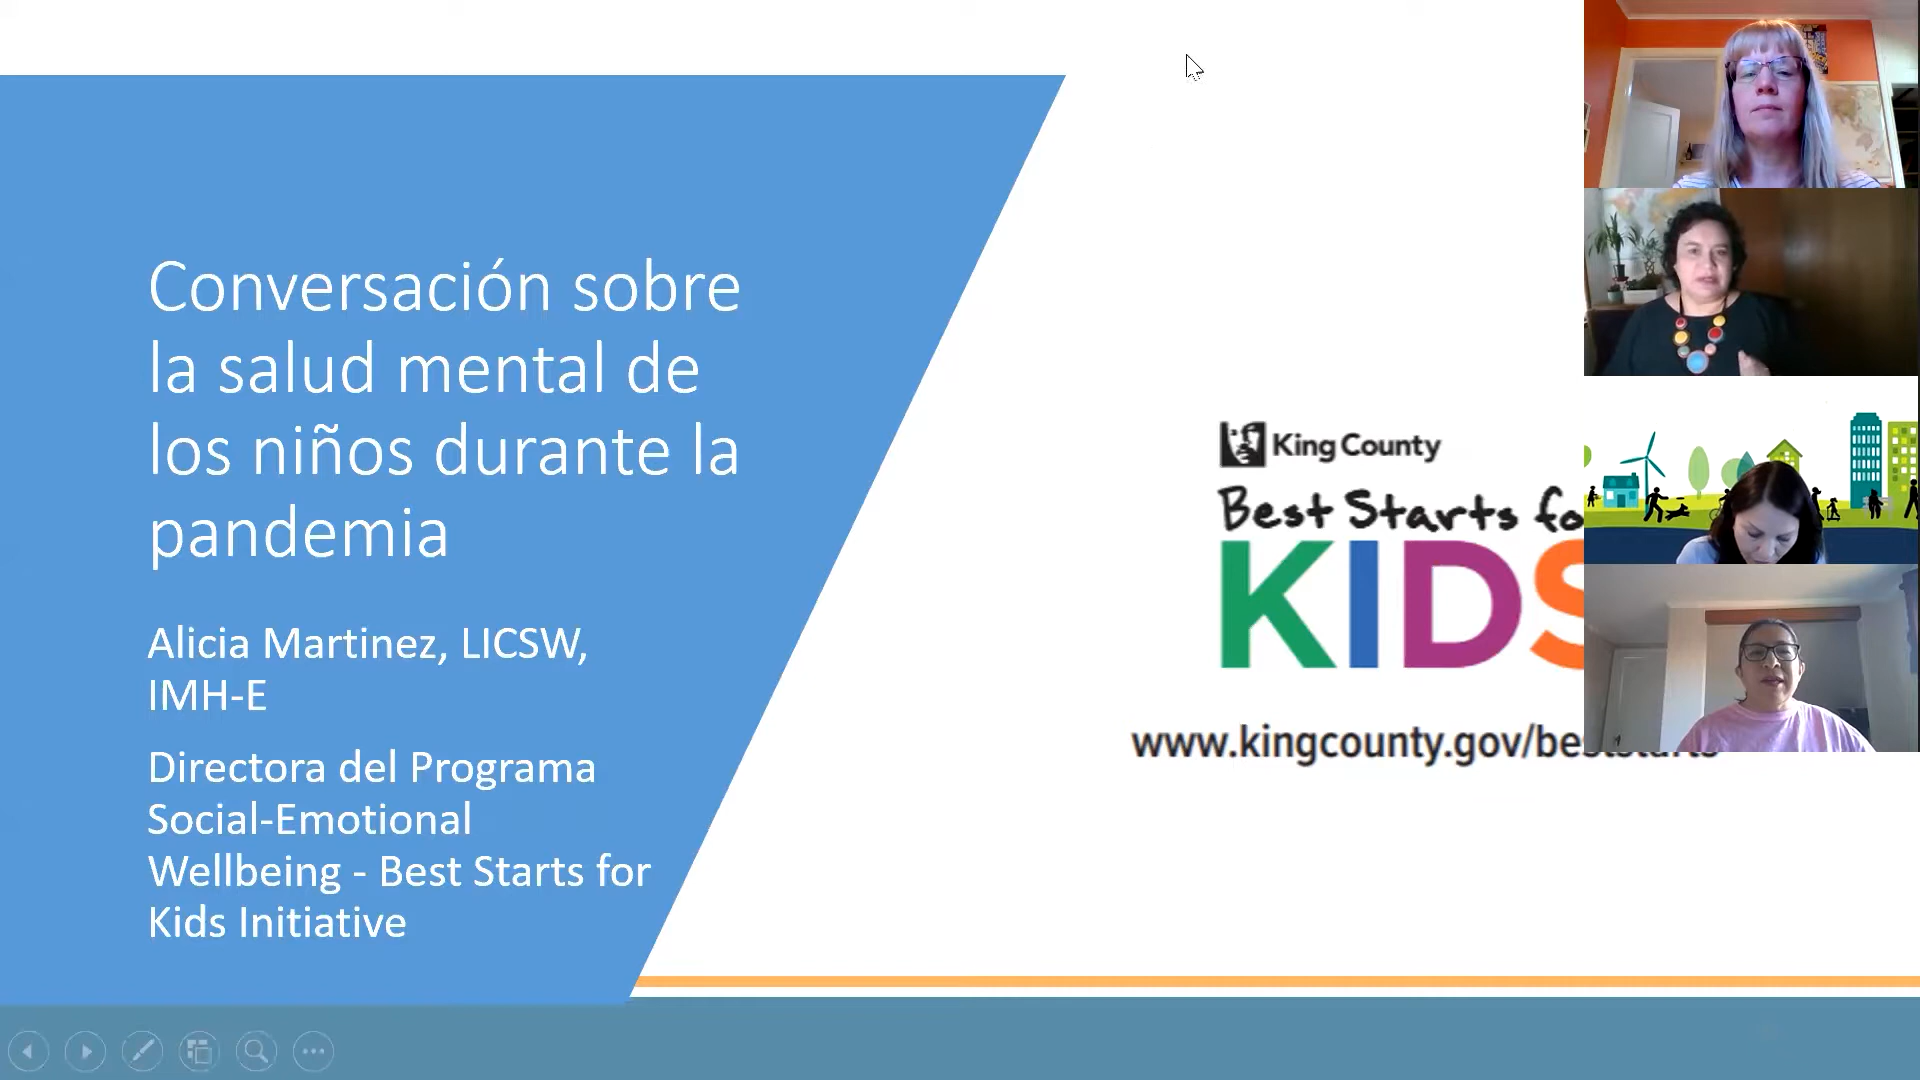 Conversación sobre
la salud mental de
los niños durante la
pandemia
Alicia Martinez, LICSW,
IMH-E
Directora del Programa
Social-Emotional
Wellbeing - Best Starts for
Kids Initiative
King County
Best Starts fo
KIDS
www.kingcounty.gov/beststarts